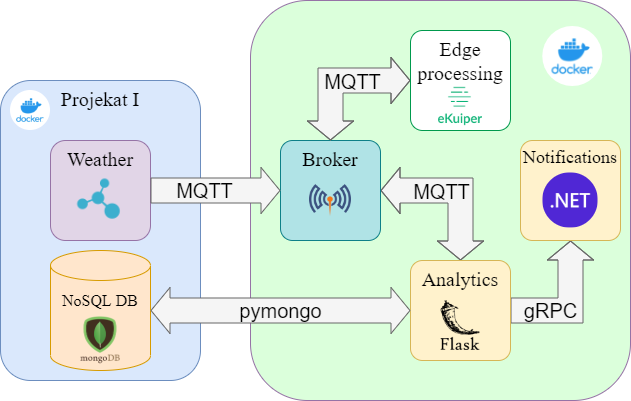 Edge
processing
eKuiper
docker
MQTT
Projekat I
docker
Weather
MQTT
Broker
MQTT
Notifications
.NET
NoSQL DB
mongoDB
pymongo
Analytics
Flask
gRPC